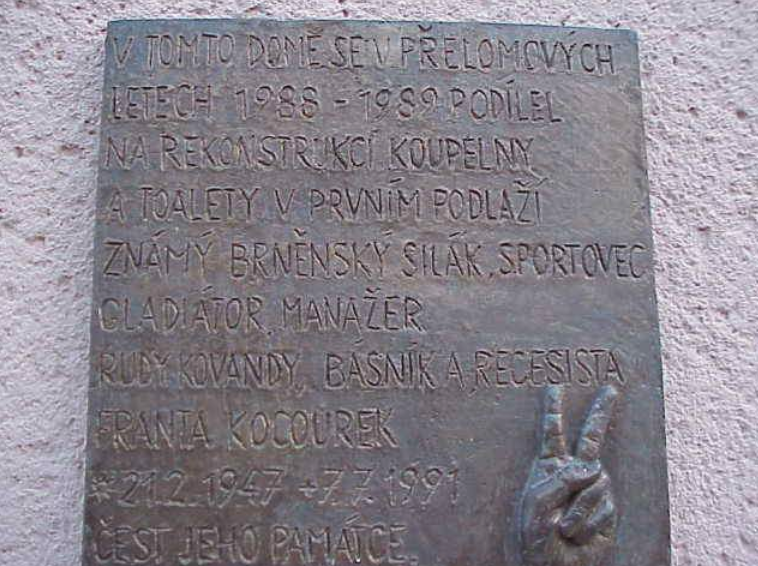 V TOMTO DOMĚ SE V PŘELOMOVÝCH
LETECH 1988 - 1989 PODÍLEL
NA REKONSTRUKCÍ KOUPELNY
A TOALETY V PRVNÍM PODLAŽÍ
ZNÁMÝ BRNĚNSKÝ SILÁK, SPORTOVEC
GLADIÁTOR, MANAŽER
RUDY KOVANDY, BÁSNÍK A RECESISTA
FRANTA KOCOUREK
*21.2.1947 +7.7.1991
ČEST JEHO PAMÁTCE.